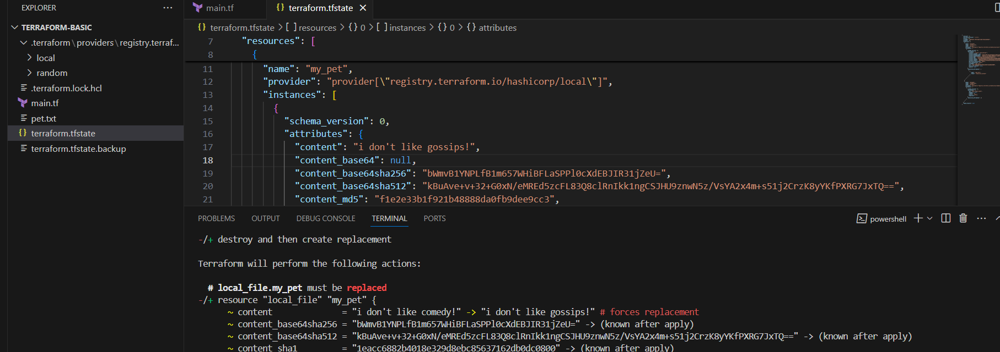 EXPLORER ...
TERRAFORM-BASIC
.terraform\providers\registry.terraf...
local
random
.terraform.lock.hcl
main.tf
pet.txt
terraform.tfstate
terraform.tfstate.backup
main.tf
{} terraform.tfstate ×
{} terraform.tfstate > [ ] resources > {} 0 > [ ] instances > {} 0 > {} attributes
7 "resources": [
8 {
11 "name": "my_pet",
12 "provider": "provider[\"registry.terraform.io/hashicorp/local\"]",
13 "instances": [
14 {
15 "schema_version": 0,
16 "attributes": {
17 "content": "i don't like gossips!",
18 "content_base64": null,
19 "content_base64sha256": "bWmvB1YNPLfB1m657WHiBFLaSPPl0cXdEBJIR31jZeU=",
20 "content_base64sha512": "kBuAve+v+32+G0xN/eMREd5zcFL83Q8clRnIkk1ngCSJHU9znwN5z/VsYA2x4m+s51j2CrzK8yYKfPXRG7JxTQ==",
21 "content_md5": "f1e2e33b1f921b48888da0fb9dee9cc3",
PROBLEMS OUTPUT DEBUG CONSOLE TERMINAL PORTS
powershell
-/+ destroy and then create replacement
Terraform will perform the following actions:
# local_file.my_pet must be replaced
-/+ resource "local_file" "my_pet" {
~ content = "i don't like comedy!" -> "i don't like gossips!" # forces replacement
~ content_base64sha256 = "bWmvB1YNPLfB1m657WHiBFLaSPPl0cXdEBJIR31jZeU=" -> (known after apply)
~ content_base64sha512 = "kBuAve+v+32+G0xN/eMREd5zcFL83Q8clRnIkk1ngCSJHU9znwN5z/VsYA2x4m+s51j2CrzK8yYKfPXRG7JxTQ==" -> (known after apply)
~ content_sha1 = "1eacc6882b4018e329d8ebc85637162db0dc0800" -> (known after apply)